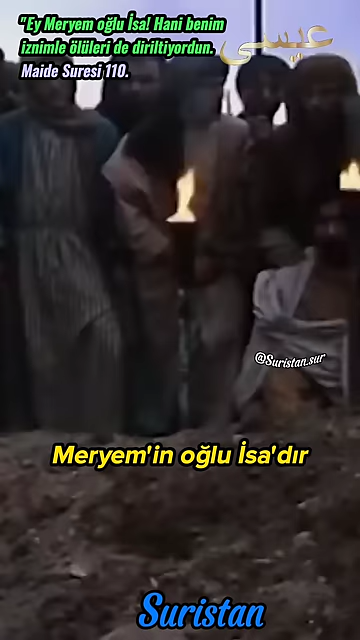 "Ey Meryem oğlu İsa! Hani benim
iznimle ölüleri de diriltiyordun.
Maide Suresi 110.
عيسى
@Suristan.sur
Meryem'in oğlu İsa'dır
Suristan